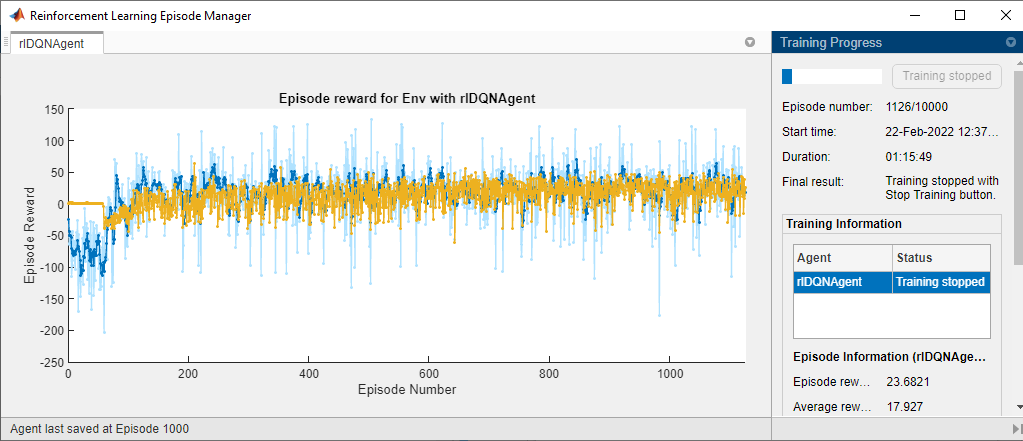 Reinforcement Learning Episode Manager
rlDQNAgent
Training Progress
Episode reward for Env with rlDQNAgent
150
100
50
0
-50
-100
-150
-200
-250
Episode Reward
0
200
400
600
800
1000
Episode Number
Training stopped
Episode number: 1126/10000
Start time: 22-Feb-2022 12:37...
Duration: 01:15:49
Final result: Training stopped with
Stop Training button.
Training Information
Agent Status
rlDQNAgent Training stopped
Episode Information (rlDQNAge...
Episode rew... 23.6821
Average rew... 17.927
Agent last saved at Episode 1000